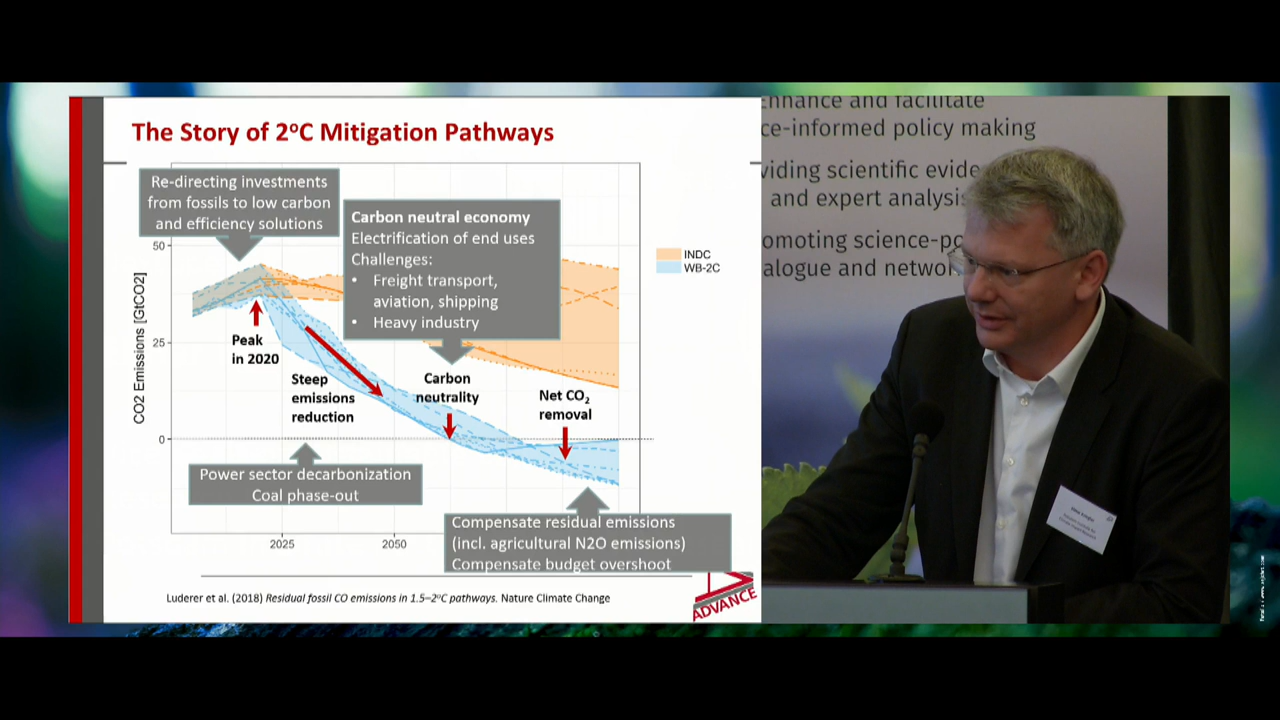 The Story of 2ºC Mitigation Pathways
Re-directing investments
from fossils to low carbon
and efficiency solutions
Carbon neutral economy
Electrification of end uses
Challenges:
• Freight transport,
aviation, shipping
• Heavy industry
INDC
WB-2C
CO2 Emissions [GtCO2]
50
25
0
Peak
in 2020
Steep
emissions
reduction
Carbon
neutrality
Net CO₂
removal
Power sector decarbonization
Coal phase-out
Compensate residual emissions
(incl. agricultural N2O emissions)
Compensate budget overshoot
2025
2050
Luderer et al. (2018) Residual fossil CO emissions in 1.5–2ºC pathways. Nature Climate Change
ADVANCE
enhance and facilitate
ce-informed policy making
viding scientific evide
and expert analysis
omoting science-po
alogue and networ